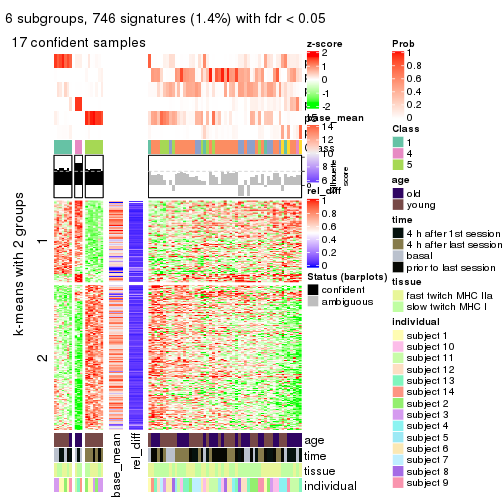 6 subgroups, 746 signatures (1.4%) with fdr < 0.05
17 confident samples
k-means with 2 groups
1
2
base_mean
rel_diff
age
time
tissue
individual
z-score
2
1
0
-1
-2
base_mean
14
12
10
8
6
silhouette
score
rel_diff
1
0.8
0.6
0.4
0.2
0
Status (barplots)
confident
ambiguous
Prob
1
0.8
0.6
0.4
0.2
0
Class
1
4
5
age
old
young
time
4 h after 1st session
4 h after last session
basal
prior to last session
tissue
fast twitch MHC IIa
slow twitch MHC I
individual
subject 1
subject 10
subject 11
subject 12
subject 13
subject 14
subject 2
subject 3
subject 4
subject 5
subject 6
subject 7
subject 8
subject 9